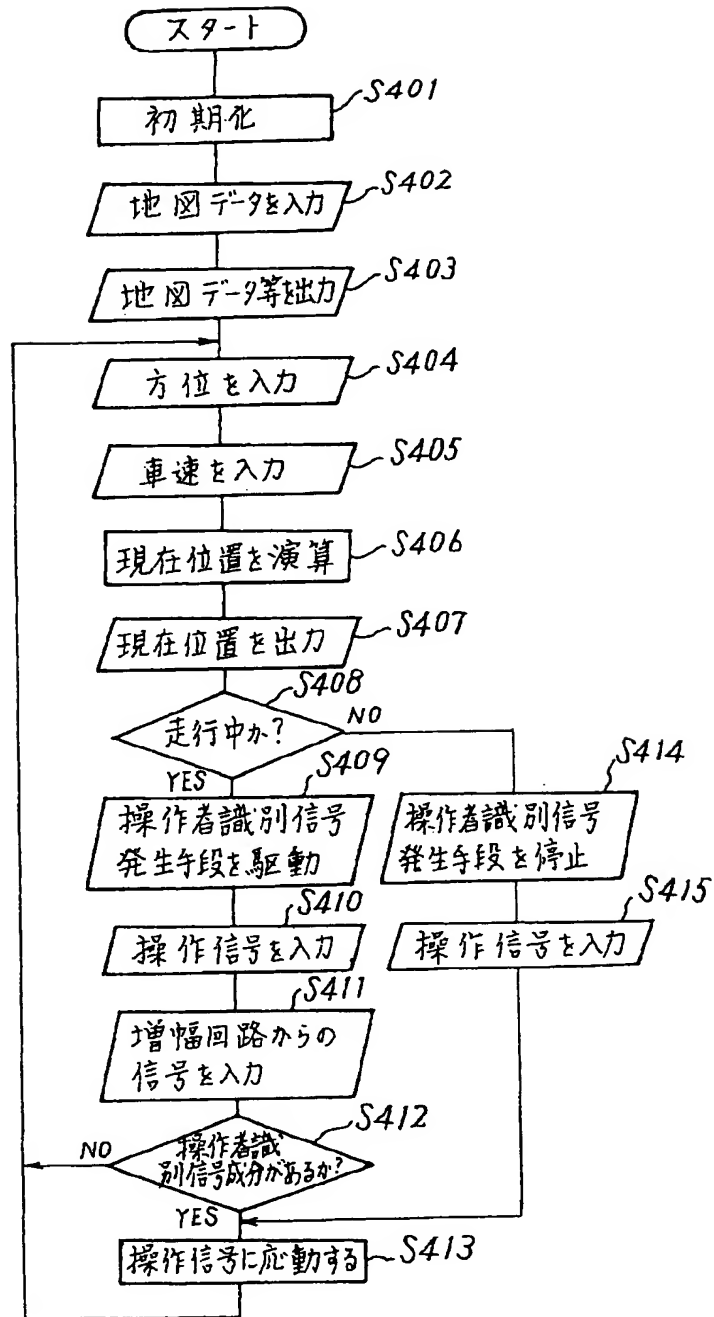 スタート
S401
初期化
S402
地図データを入力
S403
地図データ等を出力
S404
方位を入力
S405
車速を入力
S406
現在位置を演算
S407
現在位置を出力
S408
走行中か?
NO
YES
S409
操作者識別信号
発生手段を駆動
S414
操作者識別信号
発生手段を停止
S410
操作信号を入力
S415
操作信号を入力
S411
増幅回路からの
信号を入力
S412
操作者識
別信号成分があるか?
NO
YES
S413
操作信号に応動する